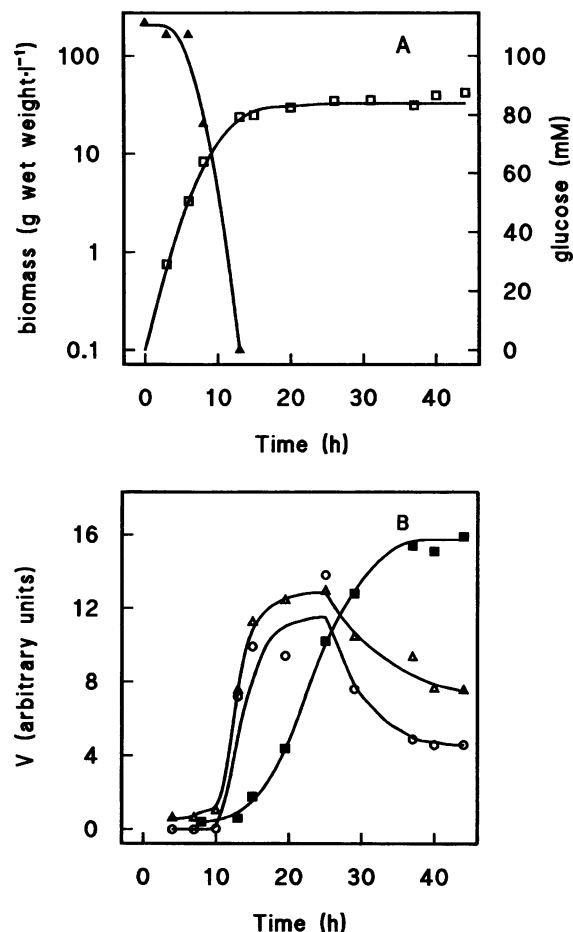 A
100
10
1
0.1
biomass (g wet weight·l⁻¹)
100
80
60
40
20
0
glucose (mM)
0 10 20 30 40
Time (h)
B
16
12
8
4
0
V (arbitrary units)
0 10 20 30 40
Time (h)